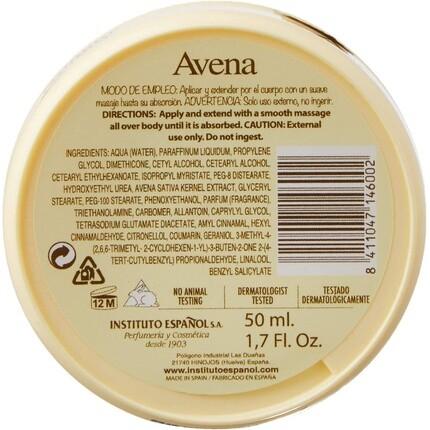 Avena
MODO DE EMPLEO: Aplicar y extender por el cuerpo con un suave
masaje hasta su absorción. ADVERTENCIA: Solo uso externo, no ingerir.
DIRECTIONS: Apply and extend with a smooth massage
all over body until it is absorbed. CAUTION: External
use only. Do not ingest.
INGREDIENTS: AQUA (WATER), PARAFFINUM LIQUIDUM, PROPYLENE
GLYCOL, DIMETHICONE, CETYL ALCOHOL, CETEARYL ALCOHOL,
CETEARYL ETHYLHEXANOATE, ISOPROPYL MYRISTATE, PEG-8 DISTEARATE,
HYDROXYETHYL UREA, AVENA SATIVA KERNEL EXTRACT, GLYCERYL
STEARATE, PEG-100 STEARATE, PHENOXYETHANOL, PARFUM (FRAGRANCE),
TRIETHANOLAMINE, CARBOMER, ALLANTOIN, CAPRYLYL GLYCOL,
TETRASODIUM GLUTAMATE DIACETATE, AMYL CINNAMAL, HEXYL
CINNAMALDEHYDE, CITRONELLOL, COUMARIN, GERANIOL, 3-METHYL 4-
(2,6,6-TRIMETYL-2-CYCLOHEXEN-1-YL)-3-BUTEN-2-ONE 2-(4-
TERT-CUTYLBENZYL) PROPIONALDEHYDE, LINALOOL
BENZYL SALICYLATE
8 411047 146002
12 M
NO ANIMAL
TESTING
DERMATOLOGIST
TESTED
TESTADO
DERMATOLÓGICAMENTE
INSTITUTO ESPAÑOL S.A.
Perfumería y Cosmética
desde 1903
50 ml.
1,7 Fl. Oz.
Polígono Industrial Las Dueñas
21740 HINOJOS (Huelva) España.
www.institutoespanol.com
MADE IN SPAIN / FABRICADO EN ESPAÑA